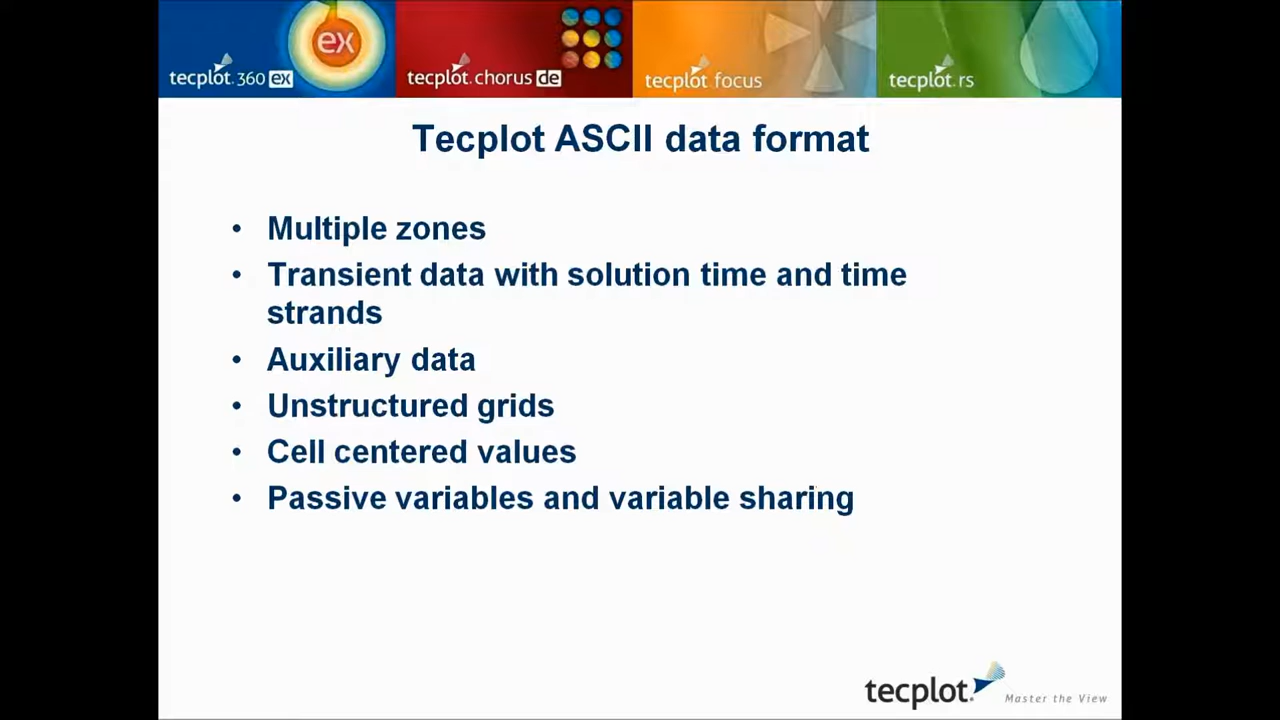 tecplot.360 ex
ex
tecplot.chorus de
tecplot.focus
tecplot.rs
Tecplot ASCII data format
• Multiple zones
• Transient data with solution time and time
strands
• Auxiliary data
• Unstructured grids
• Cell centered values
• Passive variables and variable sharing
tecplot. Master the View